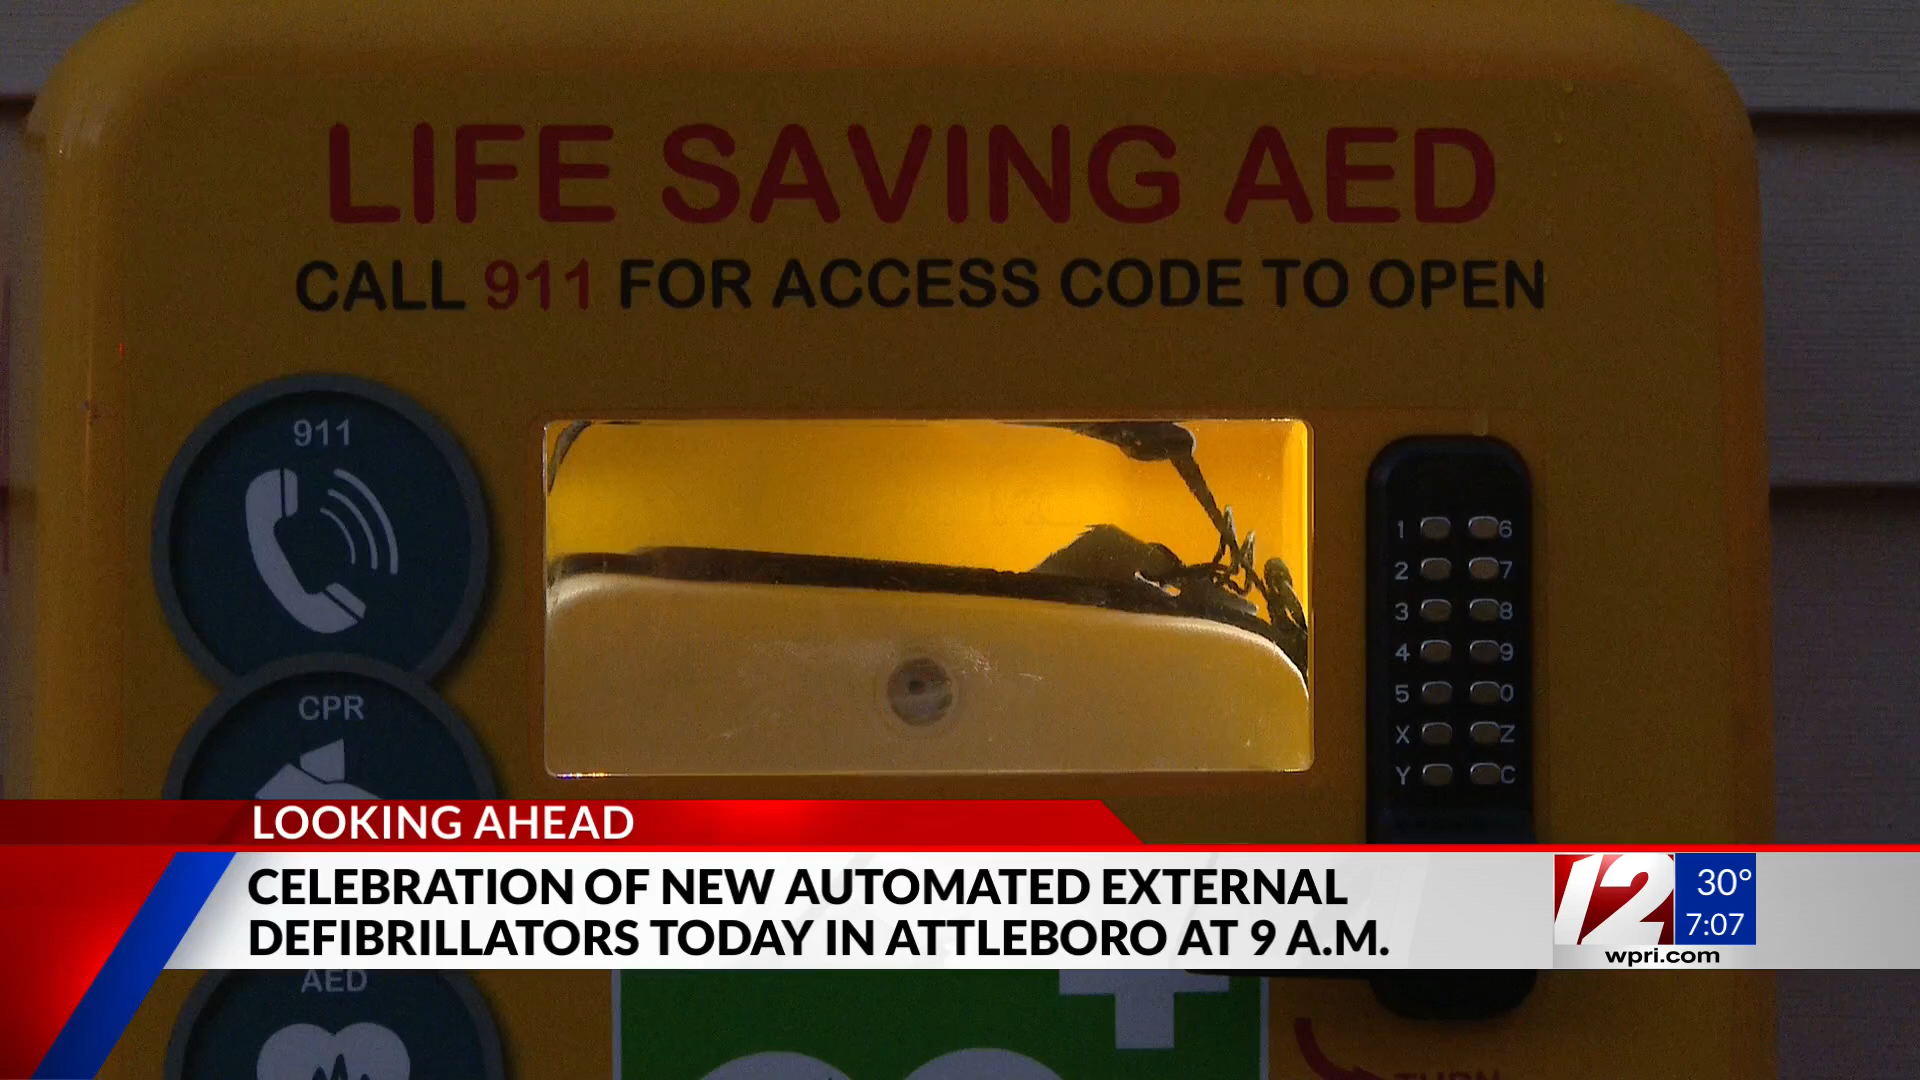 LIFE SAVING AED
CALL 911 FOR ACCESS CODE TO OPEN
911
1 6
2 7
3 8
4 9
5 0
X Z
Y C
CPR
LOOKING AHEAD
CELEBRATION OF NEW AUTOMATED EXTERNAL
DEFIBRILLATORS TODAY IN ATTLEBORO AT 9 A.M.
12
30°
7:07
wpri.com
AED
TURN